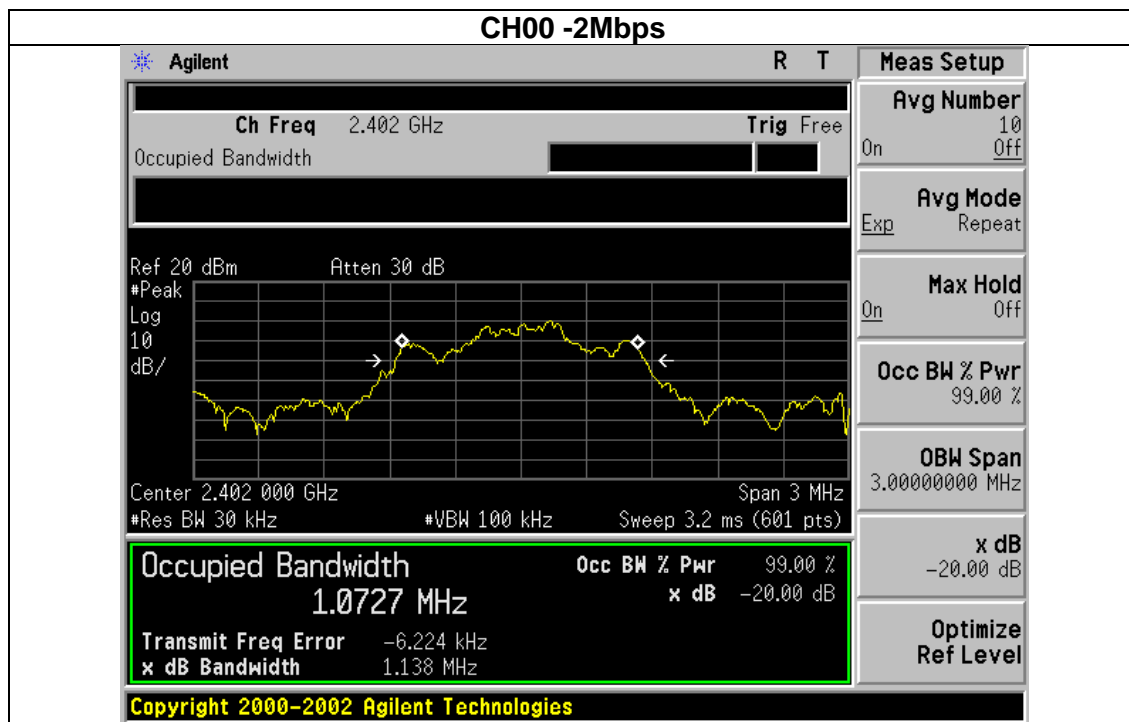 CH00 -2Mbps
Agilent R T
Ch Freq 2.402 GHz Trig Free
Occupied Bandwidth
Ref 20 dBm Atten 30 dB
#Peak
Log
10
dB/
Center 2.402 000 GHz Span 3 MHz
#Res BW 30 kHz #VBW 100 kHz Sweep 3.2 ms (601 pts)
Occupied Bandwidth Occ BW % Pwr 99.00 %
1.0727 MHz x dB -20.00 dB
Transmit Freq Error -6.224 kHz
x dB Bandwidth 1.138 MHz
Copyright 2000-2002 Agilent Technologies
Meas Setup
Avg Number
10
On Off
Avg Mode
Exp Repeat
Max Hold
On Off
Occ BW % Pwr
99.00 %
OBW Span
3.00000000 MHz
x dB
-20.00 dB
Optimize
Ref Level